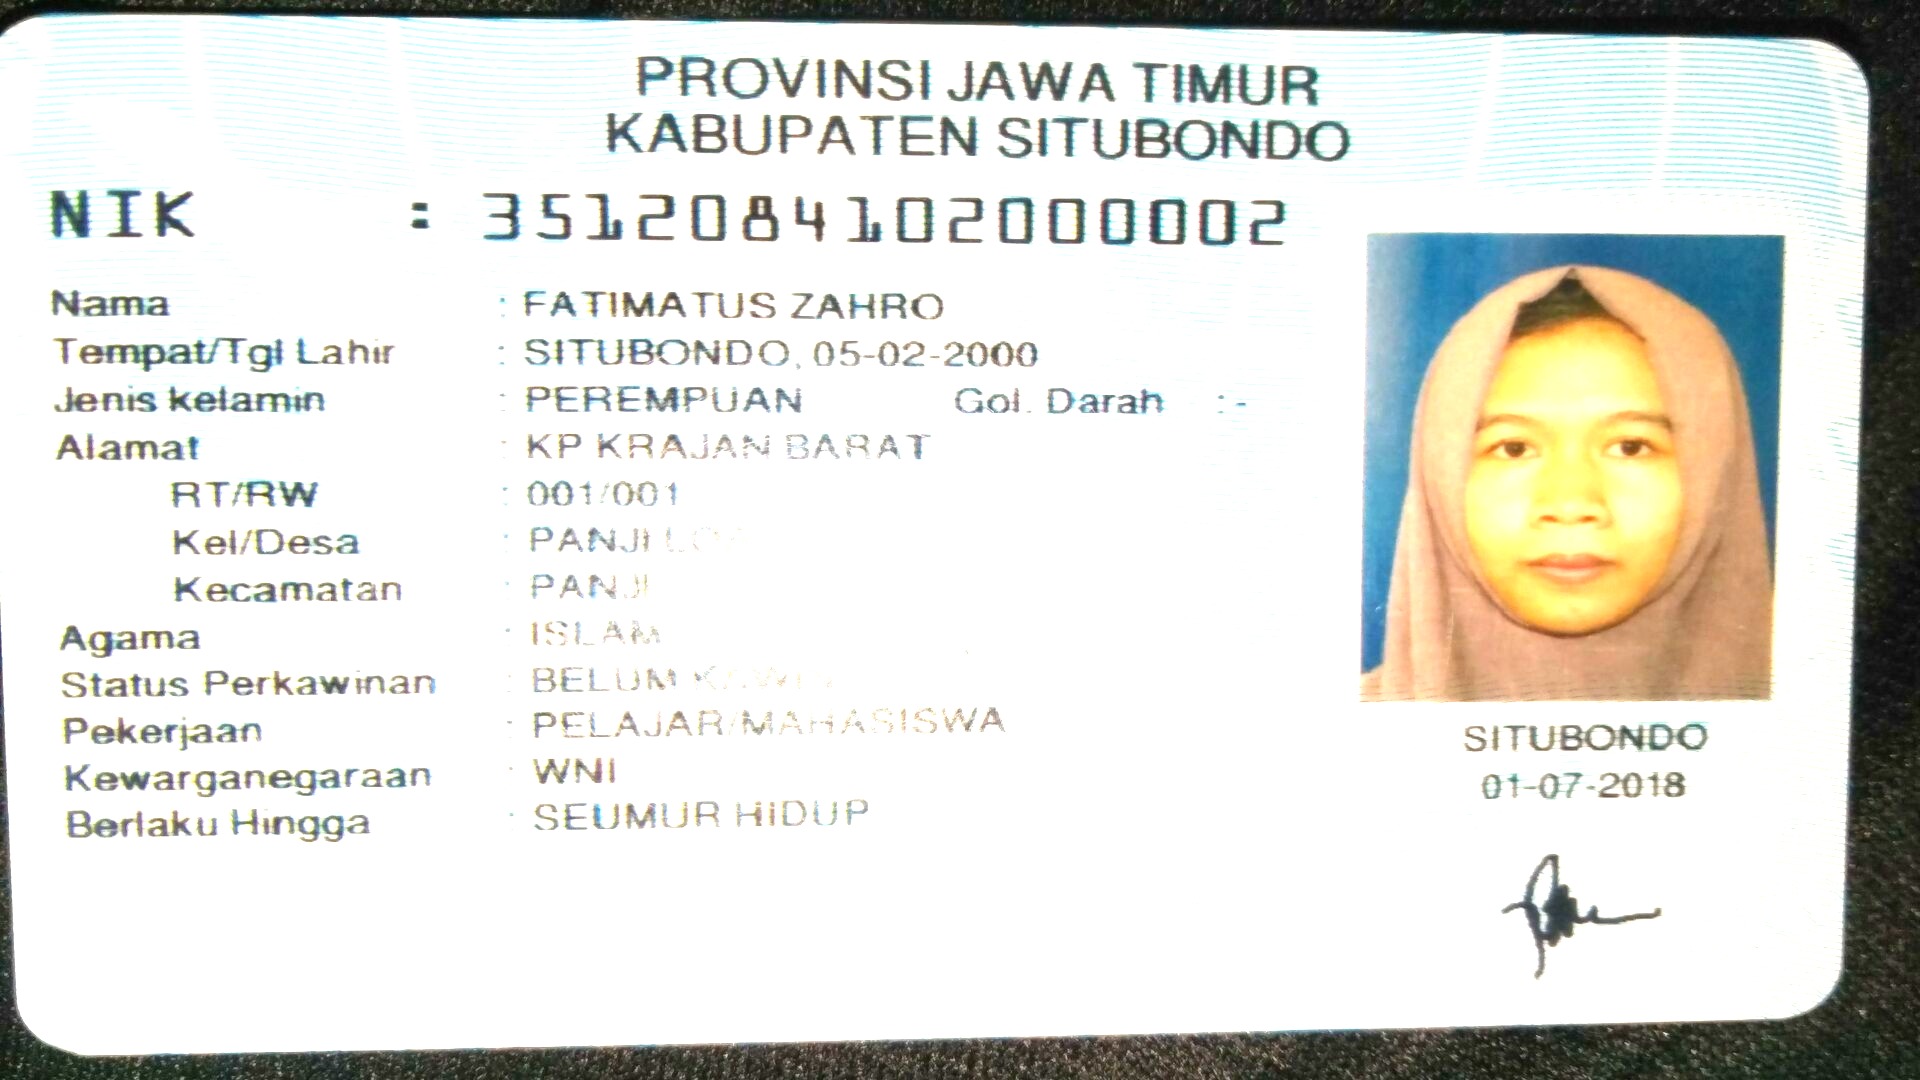 PROVINSI JAWA TIMUR
KABUPATEN SITUBONDO
NIK : 3512084102000002
Nama : FATIMATUS ZAHRO
Tempat/Tgl Lahir : SITUBONDO, 05-02-2000
Jenis kelamin : PEREMPUAN Gol. Darah : -
Alamat : KP KRAJAN BARAT
RT/RW : 001/001
Kel/Desa : PANJI
Kecamatan : PANJI
Agama : ISLAM
Status Perkawinan : BELUM KAWIN
Pekerjaan : PELAJAR/MAHASISWA
Kewarganegaraan : WNI
Berlaku Hingga : SEUMUR HIDUP
SITUBONDO
01-07-2018